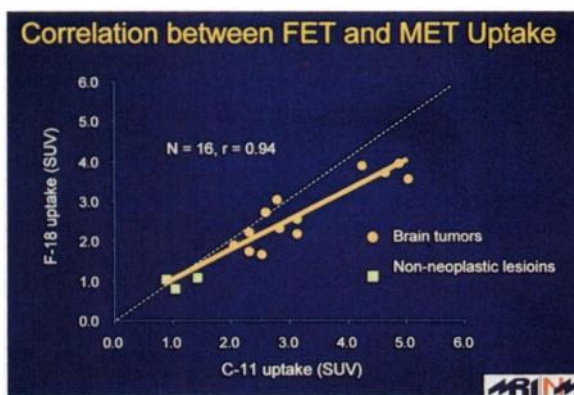 Correlation between FET and MET Uptake
6.0
5.0
4.0
3.0
2.0
1.0
0.0
F-18 uptake (SUV)
N = 16, r = 0.94
Brain tumors
Non-neoplastic lesioins
0.0 1.0 2.0 3.0 4.0 5.0 6.0
C-11 uptake (SUV)